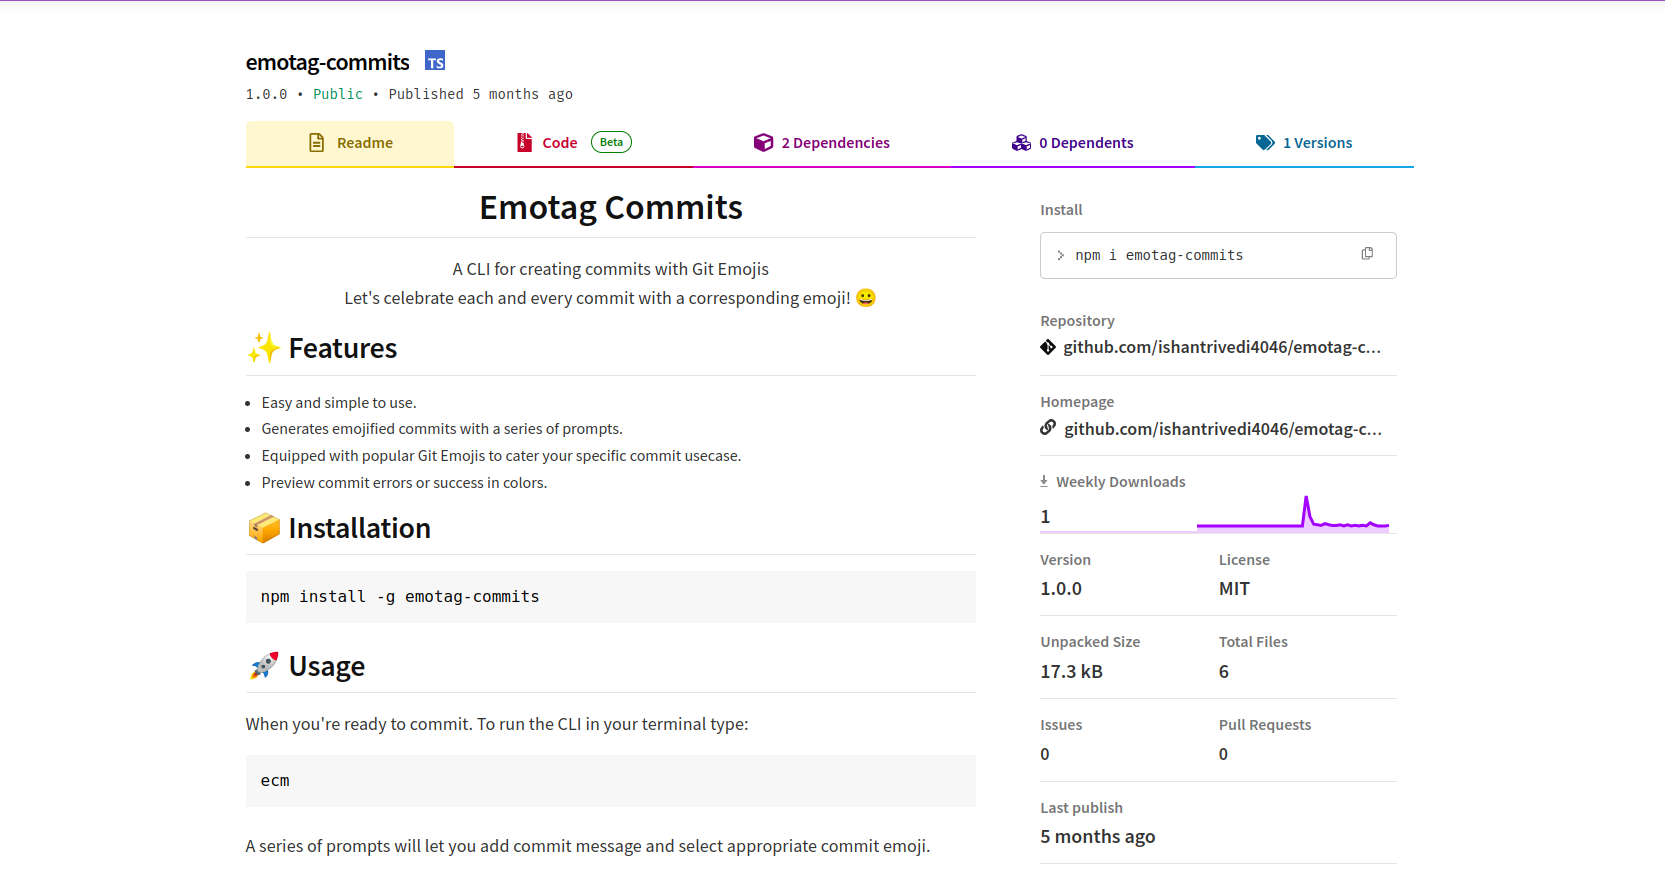 emotag-commits TS
1.0.0 • Public • Published 5 months ago
Readme
Code Beta
2 Dependencies
0 Dependents
1 Versions
Emotag Commits
A CLI for creating commits with Git Emojis
Let's celebrate each and every commit with a corresponding emoji! 😀
✨ Features
• Easy and simple to use.
• Generates emojified commits with a series of prompts.
• Equipped with popular Git Emojis to cater your specific commit usecase.
• Preview commit errors or success in colors.
📦 Installation
npm install -g emotag-commits
🚀 Usage
When you're ready to commit. To run the CLI in your terminal type:
ecm
A series of prompts will let you add commit message and select appropriate commit emoji.
Install
> npm i emotag-commits
Repository
github.com/ishantrivedi4046/emotag-c...
Homepage
github.com/ishantrivedi4046/emotag-c...
Weekly Downloads
1
Version
1.0.0
License
MIT
Unpacked Size
17.3 kB
Total Files
6
Issues
0
Pull Requests
0
Last publish
5 months ago